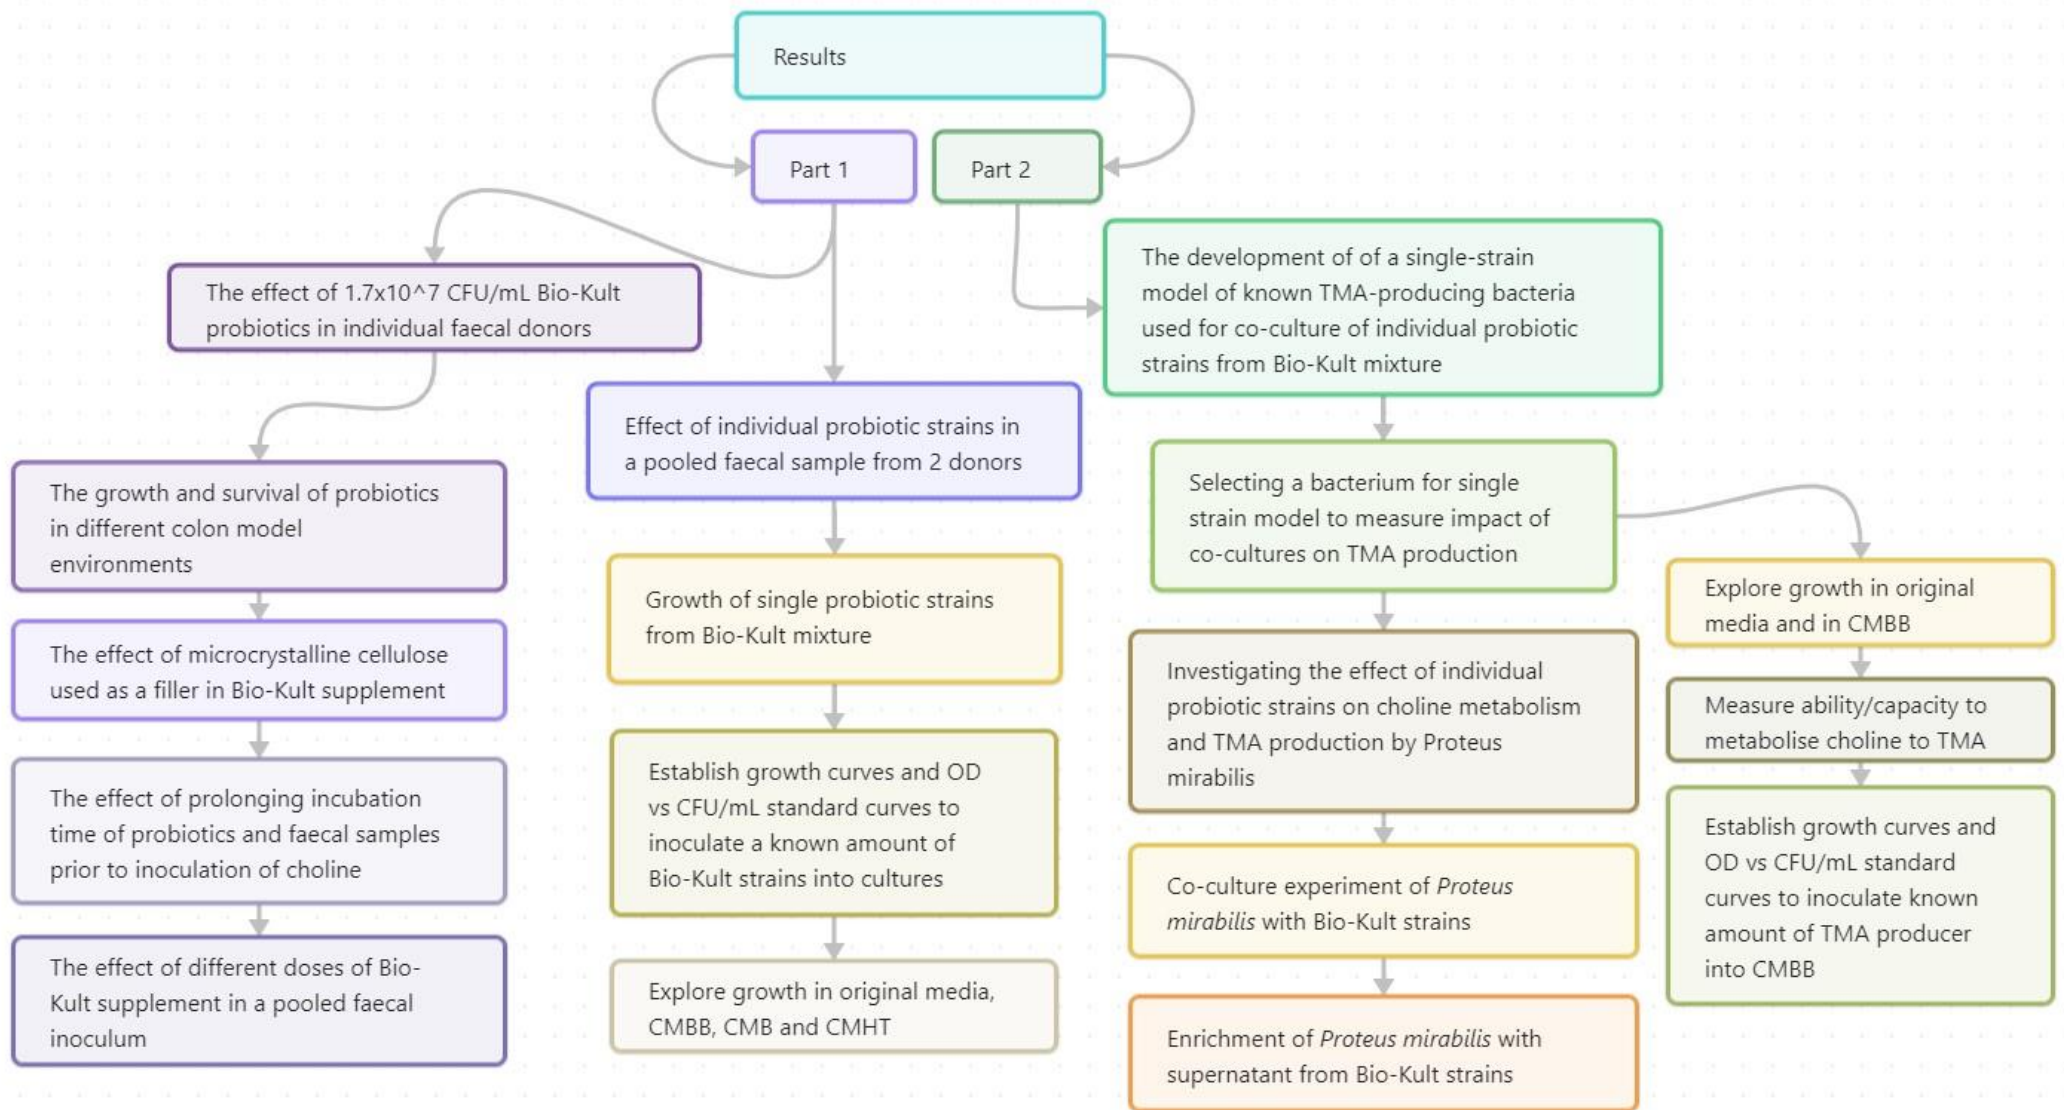 Results
Part 1
Part 2
The effect of 1.7x10^7 CFU/mL Bio-Kult
probiotics in individual faecal donors
The growth and survival of probiotics
in different colon model
environments
The effect of microcrystalline cellulose
used as a filler in Bio-Kult supplement
The effect of prolonging incubation
time of probiotics and faecal samples
prior to inoculation of choline
The effect of different doses of Bio-
Kult supplement in a pooled faecal
inoculum
Effect of individual probiotic strains in
a pooled faecal sample from 2 donors
Growth of single probiotic strains
from Bio-Kult mixture
Establish growth curves and OD
vs CFU/mL standard curves to
inoculate a known amount of
Bio-Kult strains into cultures
Explore growth in original media,
CMBB, CMB and CMHT
The development of of a single-strain
model of known TMA-producing bacteria
used for co-culture of individual probiotic
strains from Bio-Kult mixture
Selecting a bacterium for single
strain model to measure impact of
co-cultures on TMA production
Investigating the effect of individual
probiotic strains on choline metabolism
and TMA production by Proteus
mirabilis
Co-culture experiment of Proteus
mirabilis with Bio-Kult strains
Enrichment of Proteus mirabilis with
supernatant from Bio-Kult strains
Explore growth in original
media and in CMBB
Measure ability/capacity to
metabolise choline to TMA
Establish growth curves and
OD vs CFU/mL standard
curves to inoculate known
amount of TMA producer
into CMBB